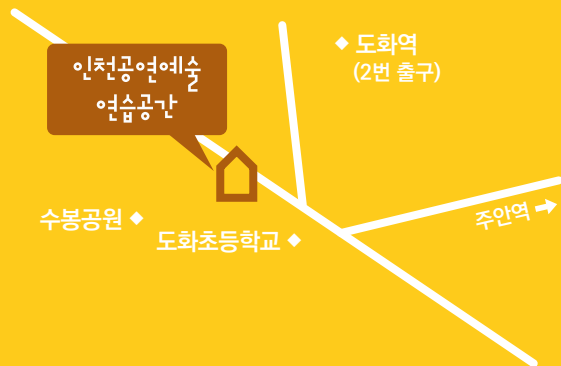 인천공연예술
연습공간
도화역
(2번 출구)
수봉공원
도화초등학교
주안역